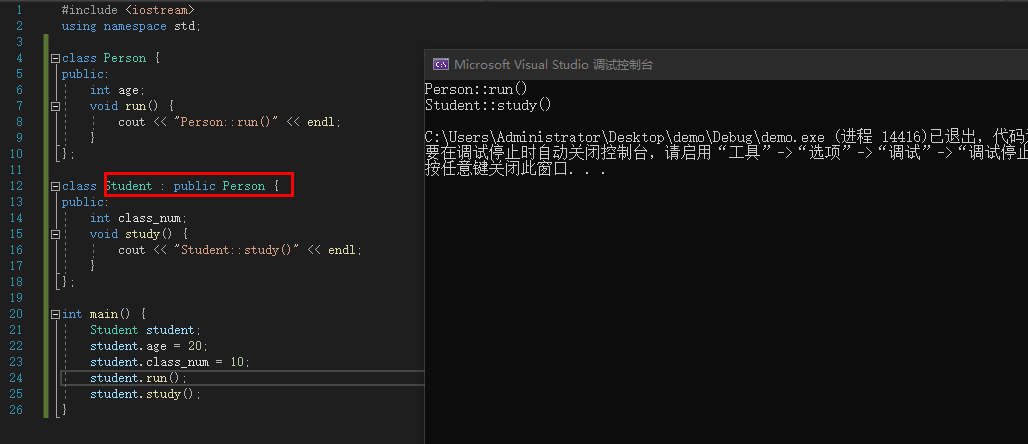 1 #include <iostream>
2 using namespace std;
3
4 class Person {
5 public:
6 int age;
7 void run() {
8 cout << "Person::run()" << endl;
9 }
10 };
11
12 class Student : public Person {
13 public:
14 int class_num;
15 void study() {
16 cout << "Student::study()" << endl;
17 }
18 };
19
20 int main() {
21 Student student;
22 student.age = 20;
23 student.class_num = 10;
24 student.run();
25 student.study();
26 }
C:\ Microsoft Visual Studio 调试控制台
Person::run()
Student::study()
C:\Users\Administrator\Desktop\demo\Debug\demo.exe (进程 14416)已退出，代码
要在调试停止时自动关闭控制台，请启用“工具”->“选项”->“调试”->“调试停止
按任意键关闭此窗口. . .